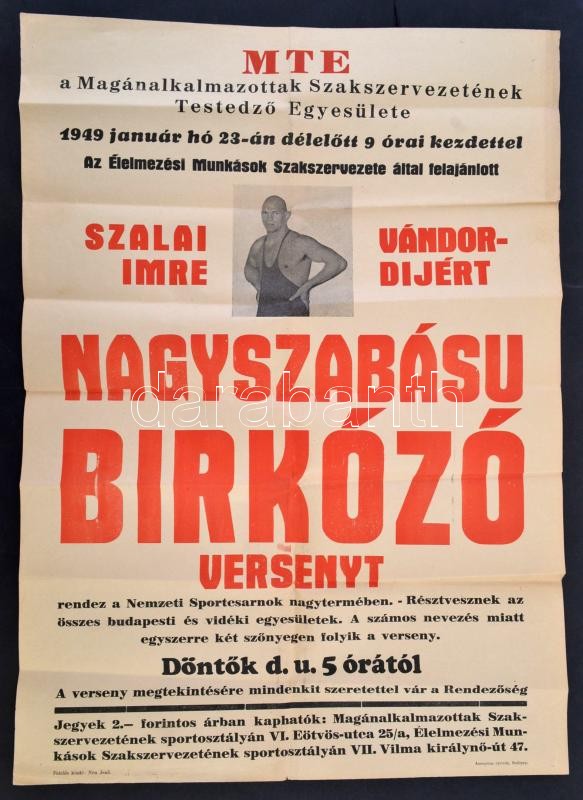 MTE
a Magánalkalmazottak Szakszervezetének
Testedző Egyesülete
1949 január hó 23-án délelőtt 9 órai kezdettel
Az Élelmezési Munkások Szakszervezete által felajánlott
SZALAI
IMRE
VÁNDOR-
DIJÉRT
NAGYSZABÁSU
darabanth
BIRKÓZÓ
VERSENYT
rendez a Nemzeti Sportcsarnok nagytermében. - Résztvesznek az
összes budapesti és vidéki egyesületek. A számos nevezés miatt
egyszerre két szőnyegen folyik a verseny.
Döntők d. u. 5 órától
A verseny megtekintésére mindenkit szeretettel vár a Rendezőség
Jegyek 2.— forintos árban kaphatók: Magánalkalmazottak Szak-
szervezetének sportosztályán VI. Eötvös-utca 25/a, Élelmezési Mun-
kások Szakszervezetének sportosztályán VII. Vilma királynő-út 47.
Felelős kiadó: